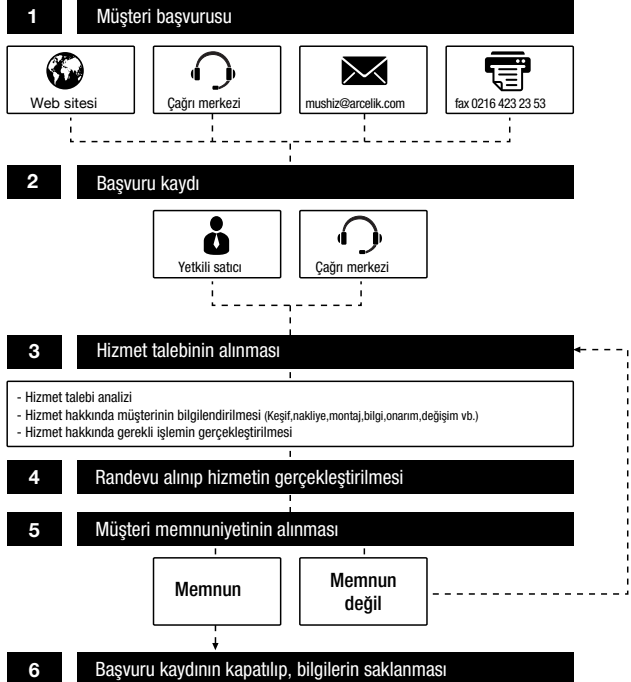 1 Müşteri başvurusu
Web sitesi
Çağrı merkezi
mushiz@arcelik.com
fax 0216 423 23 53
2 Başvuru kaydı
Yetkili satıcı
Çağrı merkezi
3 Hizmet talebinin alınması
- Hizmet talebi analizi
- Hizmet hakkında müşterinin bilgilendirilmesi (Keşif,nakliye,montaj,bilgi,onarım,değişim vb.)
- Hizmet hakkında gerekli işlemin gerçekleştirilmesi
4 Randevu alınıp hizmetin gerçekleştirilmesi
5 Müşteri memnuniyetinin alınması
Memnun
Memnun
değil
6 Başvuru kaydının kapatılıp, bilgilerin saklanması